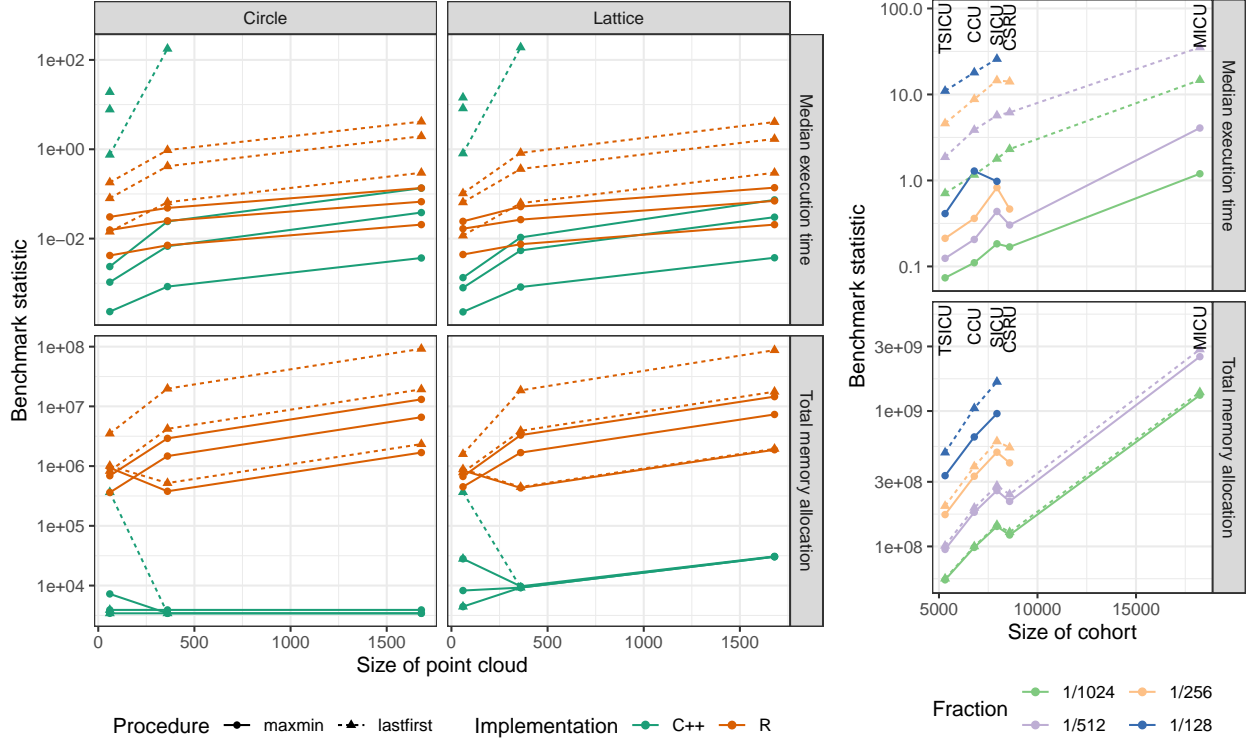 Circle
Lattice
Benchmark statistic
1e+02
1e+00
1e−02
Median execution time
1e+08
1e+07
1e+06
1e+05
1e+04
Total memory allocation
0
500
1000
1500
0
500
1000
1500
Size of point cloud
Procedure
maxmin
lastfirst
Implementation
C++
R
Benchmark statistic
100.0
10.0
1.0
0.1
TSICU
CCU
SICU
CSRU
MICU
Median execution time
3e+09
1e+09
3e+08
1e+08
TSICU
CCU
SICU
CSRU
MICU
Total memory allocation
5000
10000
15000
Size of cohort
Fraction
1/1024
1/512
1/256
1/128